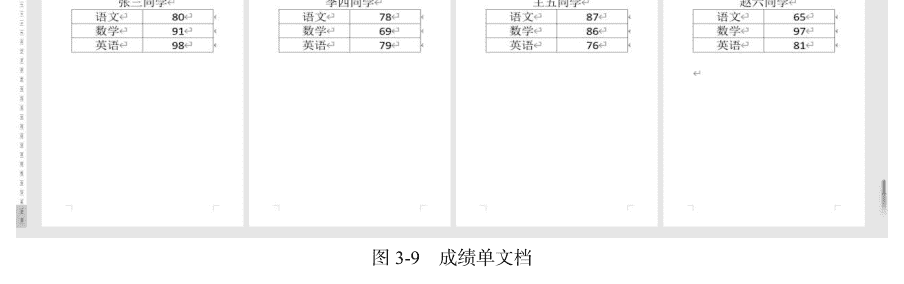 张三同学
语文 80
数学 91
英语 98
李四同学
语文 78
数学 69
英语 79
王五同学
语文 87
数学 86
英语 76
赵六同学
语文 65
数学 97
英语 81
图 3-9 成绩单文档